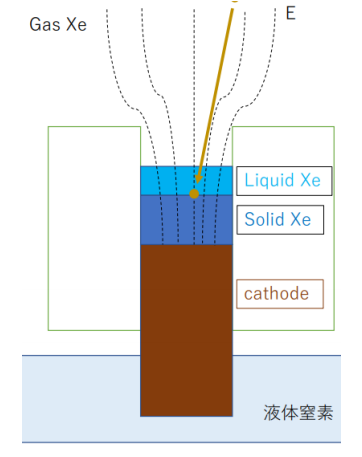 Gas Xe
E
Liquid Xe
Solid Xe
cathode
液体窒素